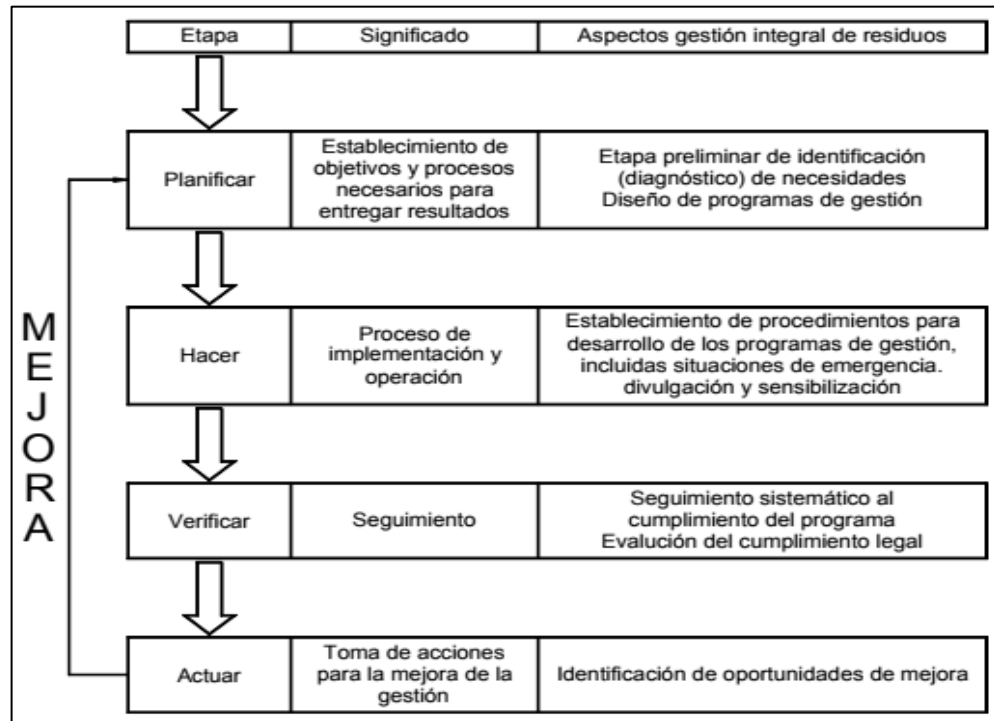 Etapa
Significado
Aspectos gestión integral de residuos
Planificar
Establecimiento de
objetivos y procesos
necesarios para
entregar resultados
Etapa preliminar de identificación
(diagnóstico) de necesidades
Diseño de programas de gestión
Hacer
Proceso de
implementación y
operación
Establecimiento de procedimientos para
desarrollo de los programas de gestión,
incluidas situaciones de emergencia.
divulgación y sensibilización
Verificar
Seguimiento
Seguimiento sistemático al
cumplimiento del programa
Evalución del cumplimiento legal
Actuar
Toma de acciones
para la mejora de la
gestión
Identificación de oportunidades de mejora
MEJORA